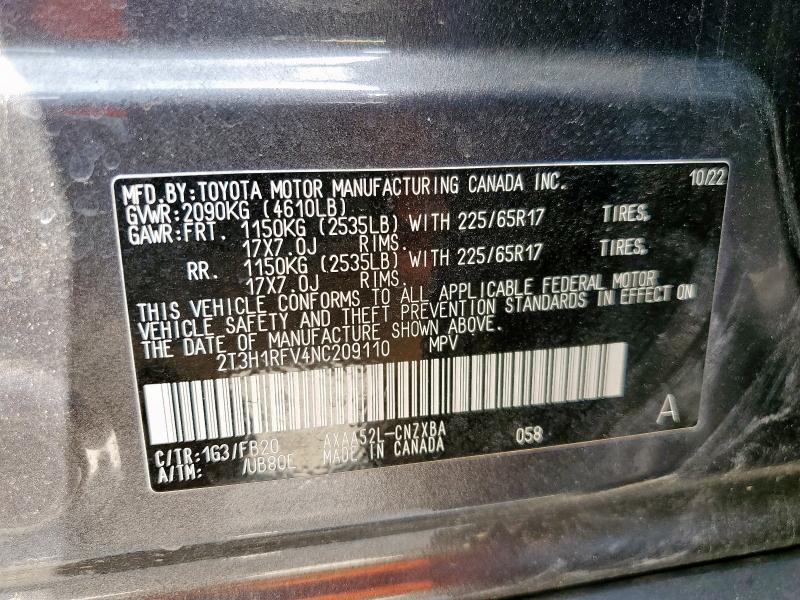 MFD.BY:TOYOTA MOTOR MANUFACTURING CANADA INC. 10/22
GVWR:2090KG (4610LB)
GAWR:FRT. 1150KG (2535LB) WITH 225/65R17 TIRES,
17X7.0J RIMS.
RR. 1150KG (2535LB) WITH 225/65R17 TIRES,
17X7.0J RIMS.
THIS VEHICLE CONFORMS TO ALL APPLICABLE FEDERAL MOTOR
VEHICLE SAFETY AND THEFT PREVENTION STANDARDS IN EFFECT ON
THE DATE OF MANUFACTURE SHOWN ABOVE.
2T3H1RFV4NC209110 MPV
C/TR:1G3/FB20 AXAA52L-CNZXBA 058 A
A/TM: /UB80E MADE IN CANADA